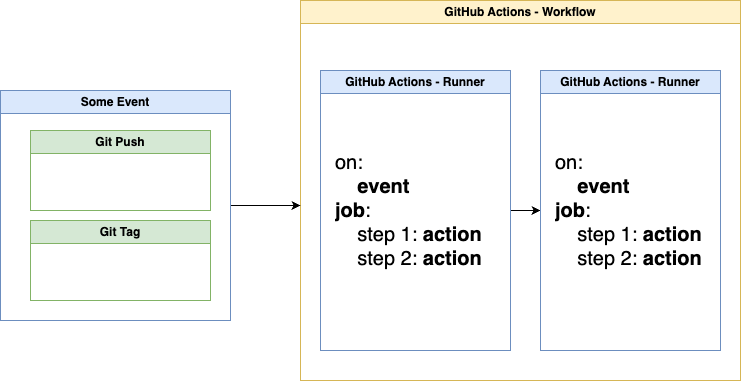 GitHub Actions - Workflow
Some Event
Git Push
Git Tag
GitHub Actions - Runner
on:
event
job:
step 1: action
step 2: action
GitHub Actions - Runner
on:
event
job:
step 1: action
step 2: action